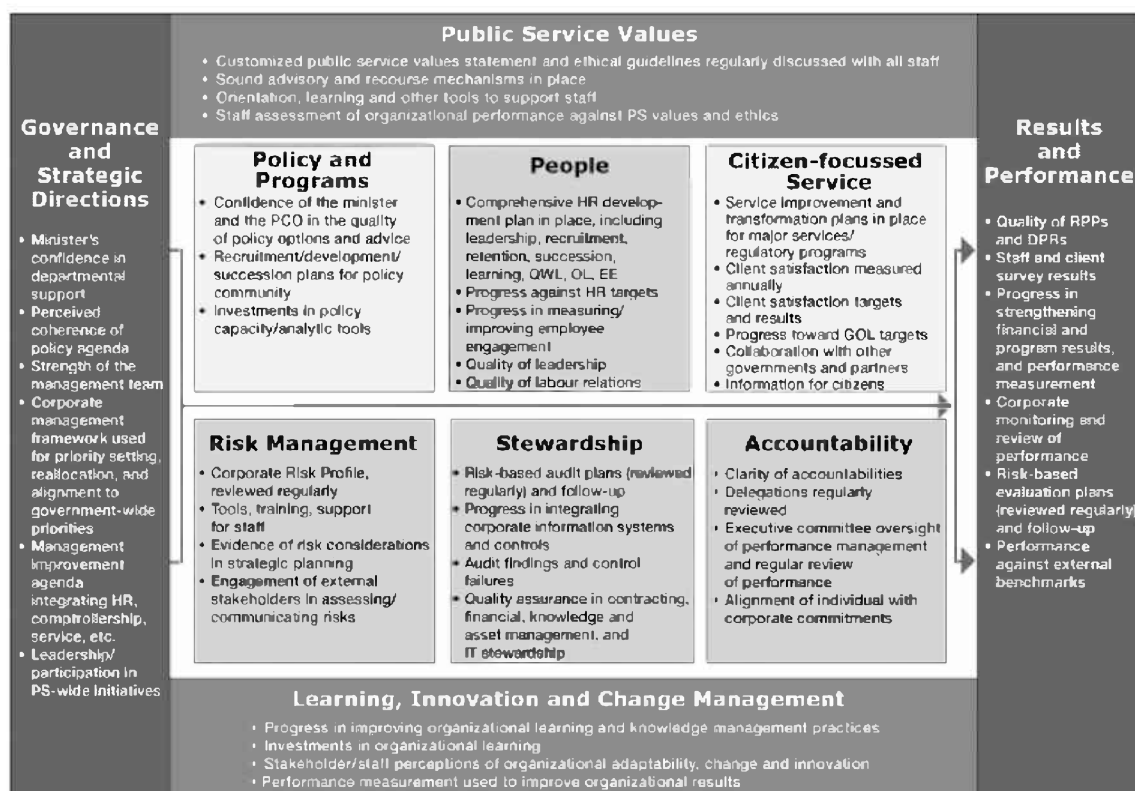 Public Service Values
• Customized public service values statement and ethical guidelines regularly discussed with all staff
• Sound advisory and recourse mechanisms in place
• Orientation, learning and other tools to support staff
• Staff assessment of organizational performance against PS values and ethics
Governance
and
Strategic
Directions
• Minister's
confidence in
departmental
support
• Perceived
coherence of
policy agenda
• Strength of the
management team
• Corporate
management
framework used
for priority setting,
reallocation, and
alignment to
government-wide
priorities
• Management
improvement
agenda
integrating HR,
comptrollership,
service, etc.
• Leadership/
participation in
PS-wide initiatives
Policy and
Programs
• Confidence of the minister
and the PCO in the quality
of policy options and advice
• Recruitment/development/
succession plans for policy
community
• Investments in policy
capacity/analytic tools
People
• Comprehensive HR develop-
ment plan in place, including
leadership, recruitment,
retention, succession,
learning, QWL, OL, EE
• Progress against HR targets
• Progress in measuring/
improving employee
engagement
• Quality of leadership
• Quality of labour relations
Citizen-focussed
Service
• Service improvement and
transformation plans in place
for major services/
regulatory programs
• Client satisfaction measured
annually
• Client satisfaction targets
and results
• Progress toward GOL targets
• Collaboration with other
governments and partners
• Information for citizens
Risk Management
• Corporate Risk Profile,
reviewed regularly
• Tools, training, support
for staff
• Evidence of risk considerations
in strategic planning
• Engagement of external
stakeholders in assessing/
communicating risks
Stewardship
• Risk-based audit plans (reviewed
regularly) and follow-up
• Progress in integrating
corporate information systems
and controls
• Audit findings and control
failures
• Quality assurance in contracting,
financial, knowledge and
asset management, and
IT stewardship
Accountability
• Clarity of accountabilities
• Delegations regularly
reviewed
• Executive committee oversight
of performance management
and regular review
of performance
• Alignment of individual with
corporate commitments
Results
and
Performance
• Quality of RPPs
and DPRs
• Staff and client
survey results
• Progress in
strengthening
financial and
program results,
and performance
measurement
• Corporate
monitoring and
review of
performance
• Risk-based
evaluation plans
(reviewed regularly)
and follow-up
• Performance
against external
benchmarks
Learning, Innovation and Change Management
• Progress in improving organizational learning and knowledge management practices
• Investments in organizational learning
• Stakeholder/staff perceptions of organizational adaptability, change and innovation
• Performance measurement used to improve organizational results